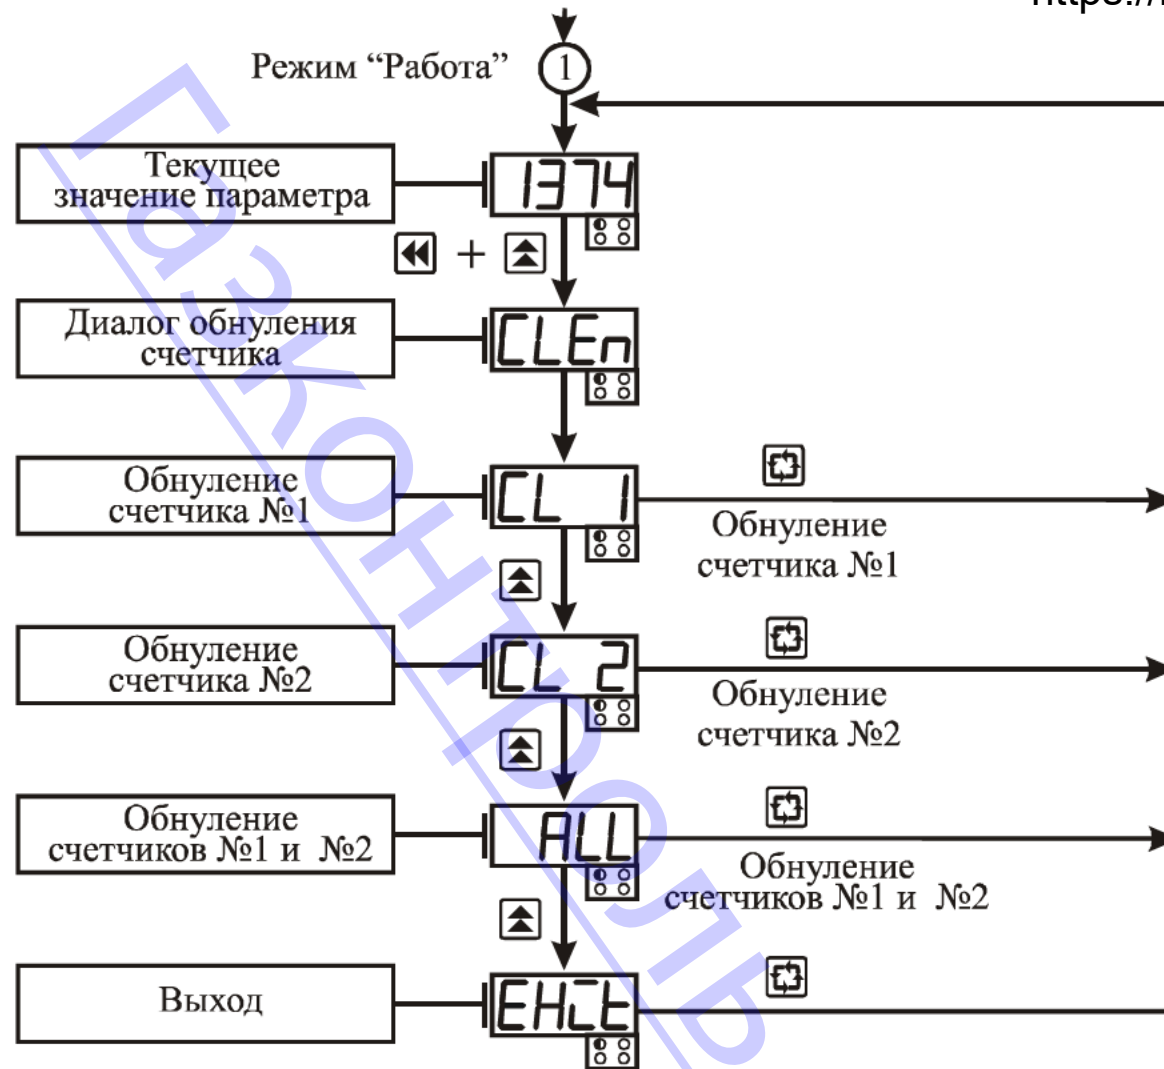 https://
Режим “Работа”
1
Текущее
значение параметра
1374
+
Диалог обнуления
счетчика
CLEn
Обнуление
счетчика №1
CL 1
Обнуление
счетчика №1
Обнуление
счетчика №2
CL 2
Обнуление
счетчика №2
Обнуление
счетчиков №1 и №2
ALL
Обнуление
счетчиков №1 и №2
Выход
EHit
Газконтроль